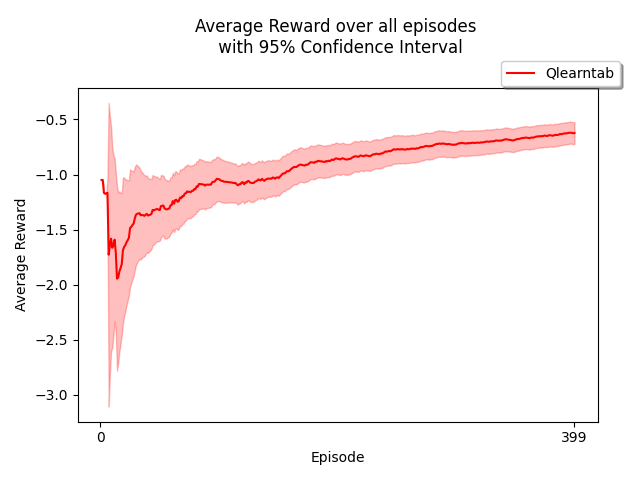 Average Reward over all episodes
with 95% Confidence Interval
Qlearntab
−0.5
−1.0
−1.5
−2.0
−2.5
−3.0
Average Reward
0
399
Episode